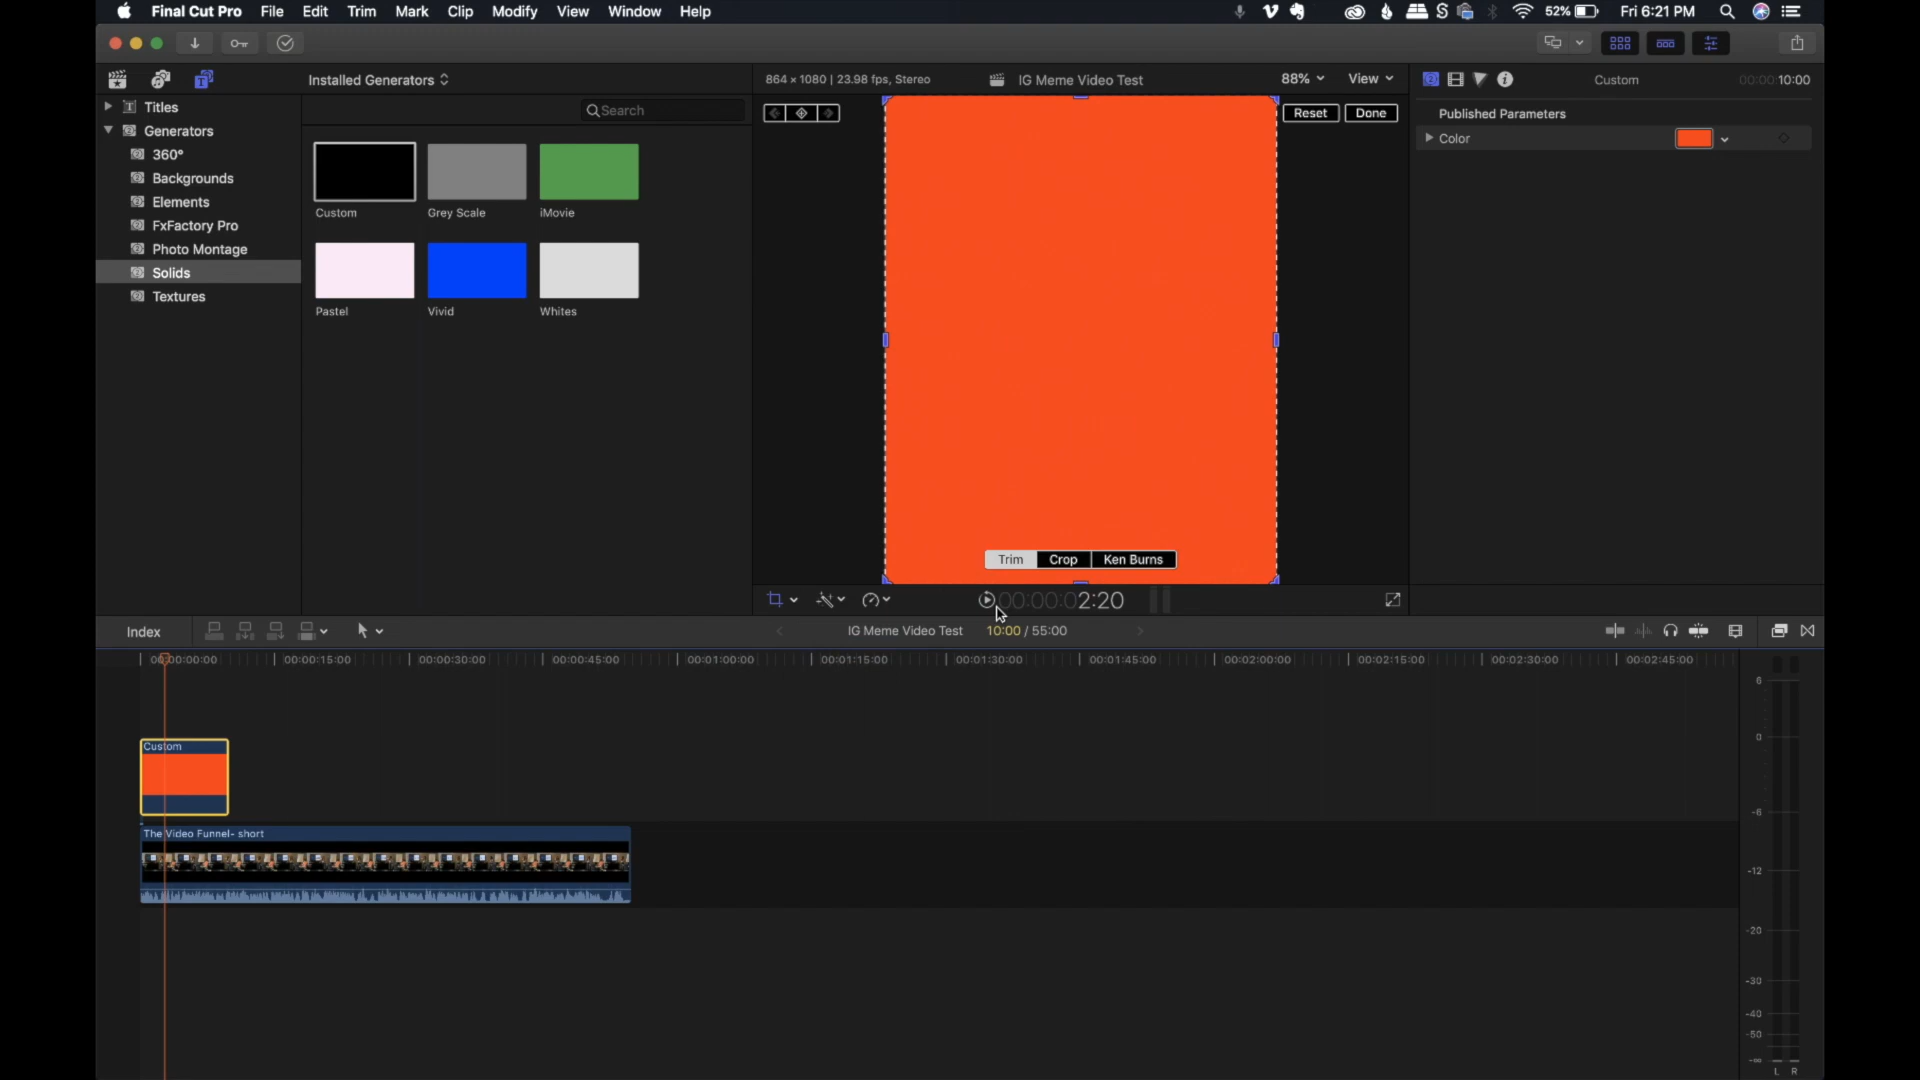 Final Cut Pro File Edit Trim Mark Clip Modify View Window Help 52% Fri 6:21 PM
Installed Generators 864 × 1080 | 23.98 fps, Stereo IG Meme Video Test 88% View Custom 00:00:10:00
Titles
Generators
360°
Backgrounds
Elements
FxFactory Pro
Photo Montage
Solids
Textures
Search
Custom Grey Scale iMovie
Pastel Vivid Whites
Reset Done
Trim Crop Ken Burns
00:00:02:20
Published Parameters
Color
Index IG Meme Video Test 10:00 / 55:00
00:00:00:00 00:00:15:00 00:00:30:00 00:00:45:00 00:01:00:00 00:01:15:00 00:01:30:00 00:01:45:00 00:02:00:00 00:02:15:00 00:02:30:00 00:02:45:00
Custom
The Video Funnel- short
6
0
-6
-12
-20
-30
-40
-50
-∞
L R